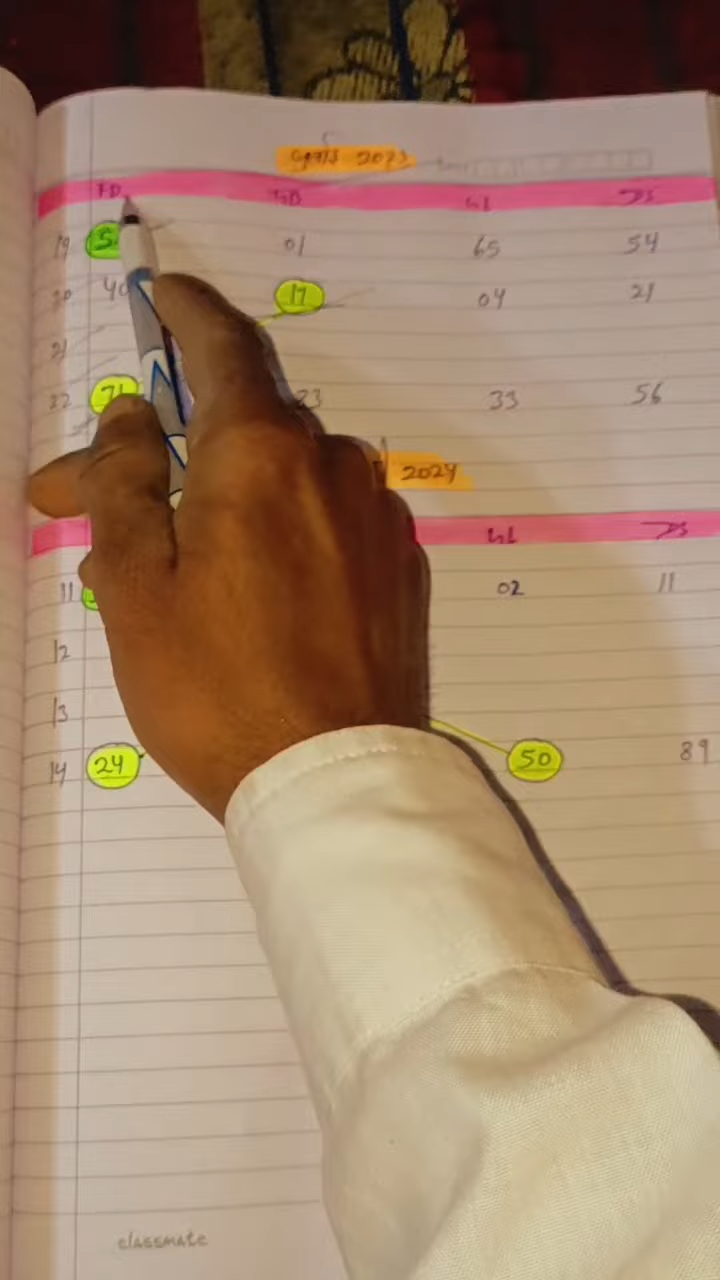 2023
FD GB GL DS
19 01 65 54
20 17 04 21
21
22 71 23 33 56
2024
GL DS
11 02 11
12
13
14 24 50 89
classmate